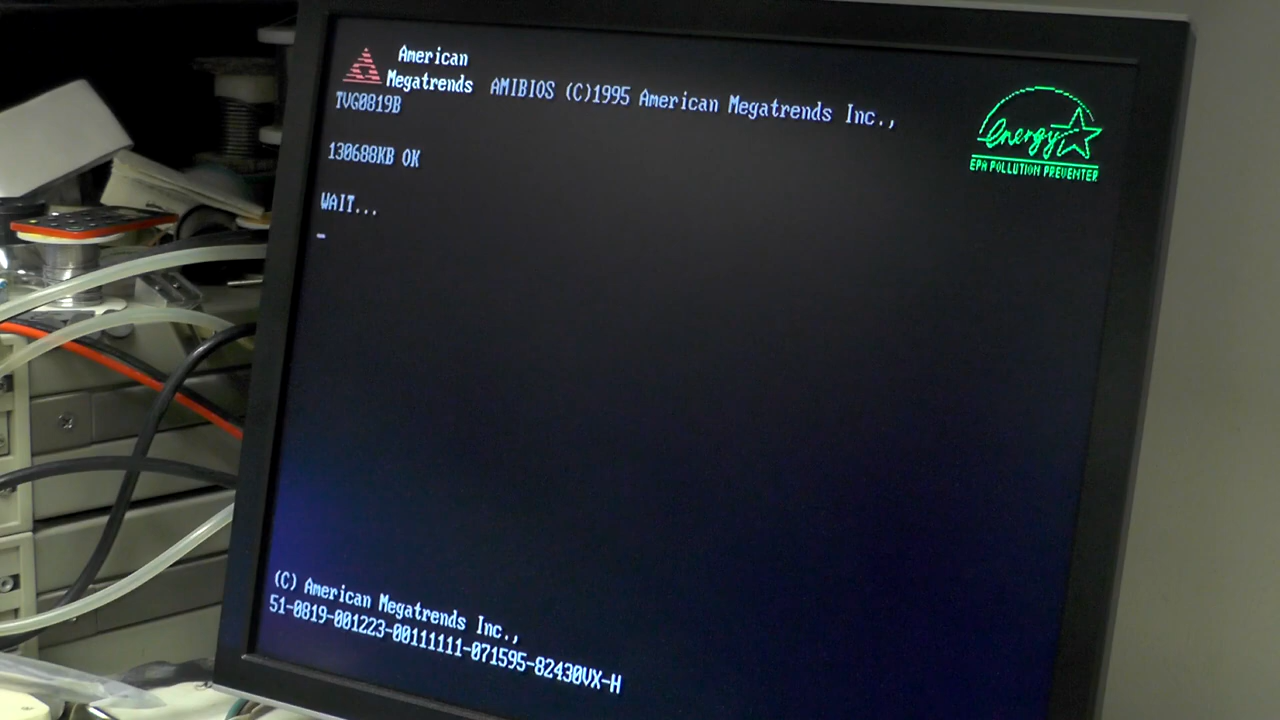 American
Megatrends AMIBIOS (C)1995 American Megatrends Inc.,
TVG0819B
energy
EPA POLLUTION PREVENTER
130688KB OK
WAIT...
(C) American Megatrends Inc.,
51-0819-001223-00111111-071595-82430VX-H